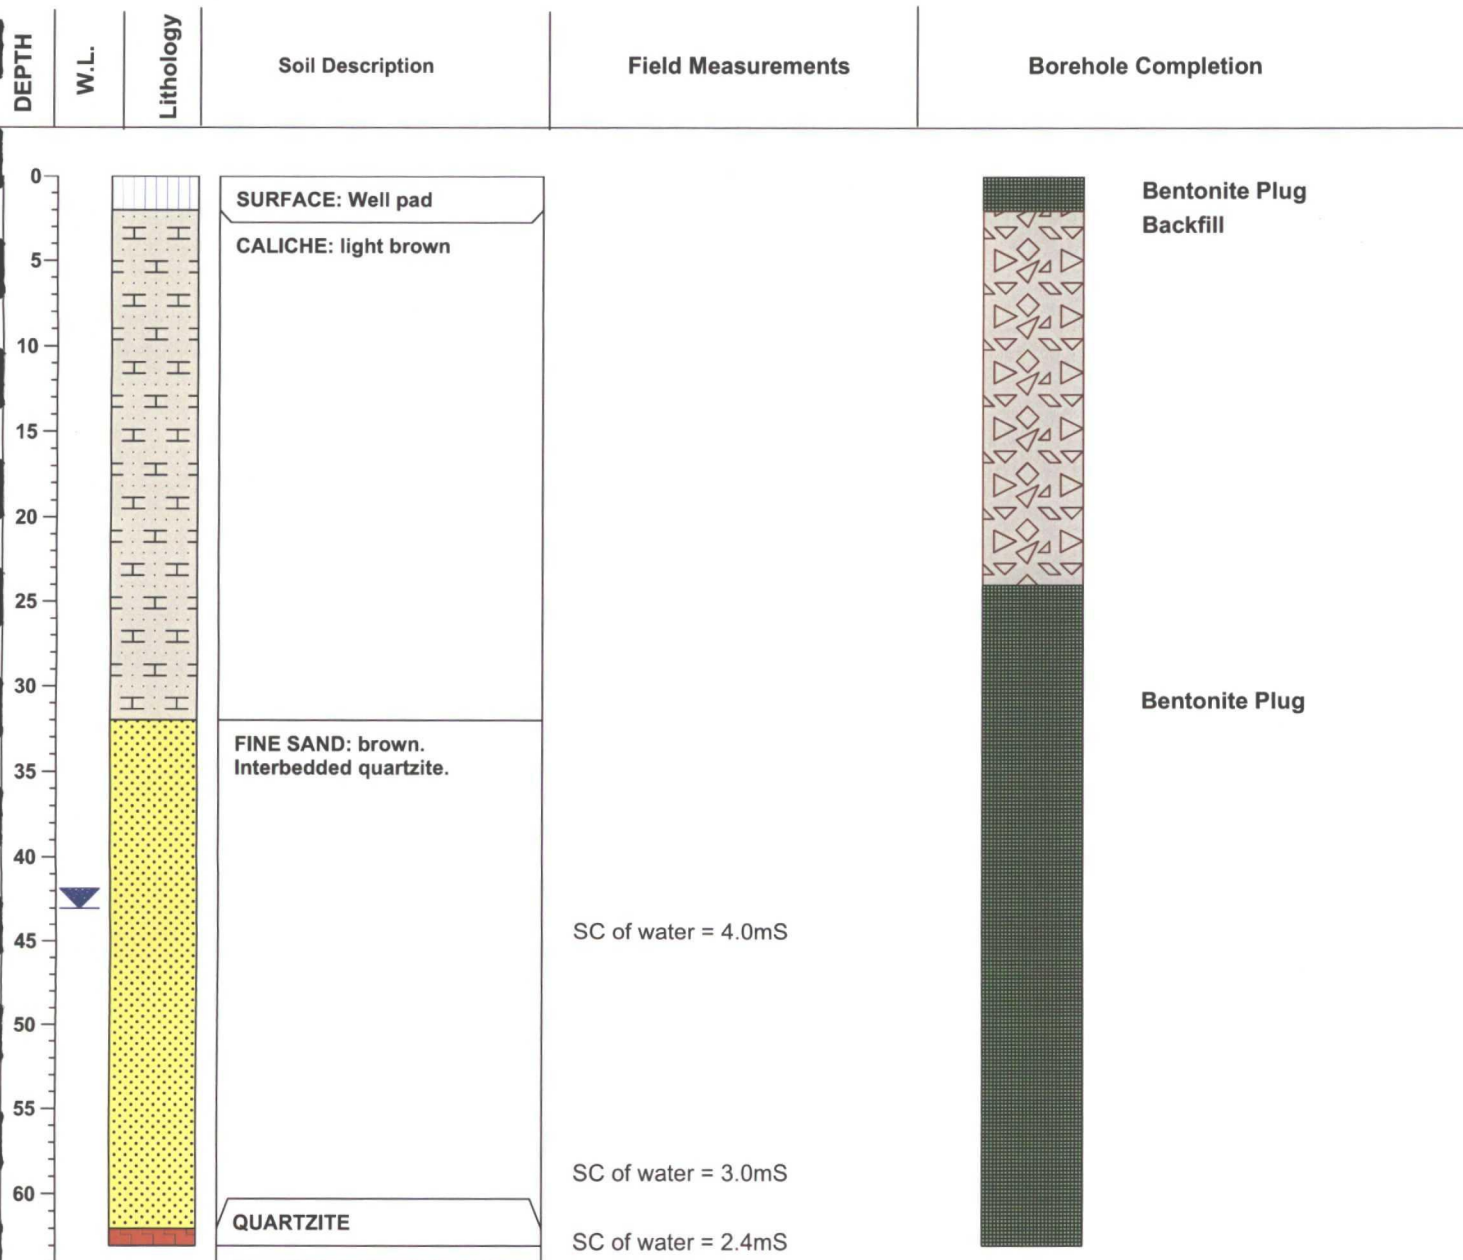 DEPTH
W.L.
Lithology
Soil Description
Field Measurements
Borehole Completion
0
SURFACE: Well pad
Bentonite Plug
Backfill
CALICHE: light brown
5
10
15
20
25
30
Bentonite Plug
FINE SAND: brown.
Interbedded quartzite.
35
40
SC of water = 4.0mS
45
50
55
SC of water = 3.0mS
60
QUARTZITE
SC of water = 2.4mS